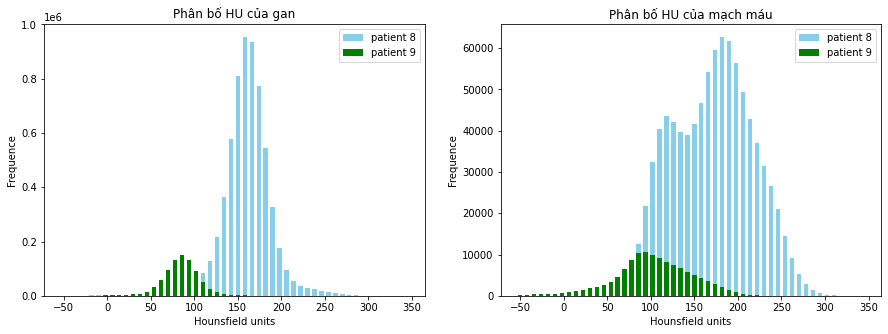 Phân bố HU của gan
1e6
1.0
0.8
0.6
0.4
0.2
0.0
Frequence
patient 8
patient 9
−50 0 50 100 150 200 250 300 350
Hounsfield units
Phân bố HU của mạch máu
60000
50000
40000
30000
20000
10000
0
Frequence
patient 8
patient 9
−50 0 50 100 150 200 250 300 350
Hounsfield units